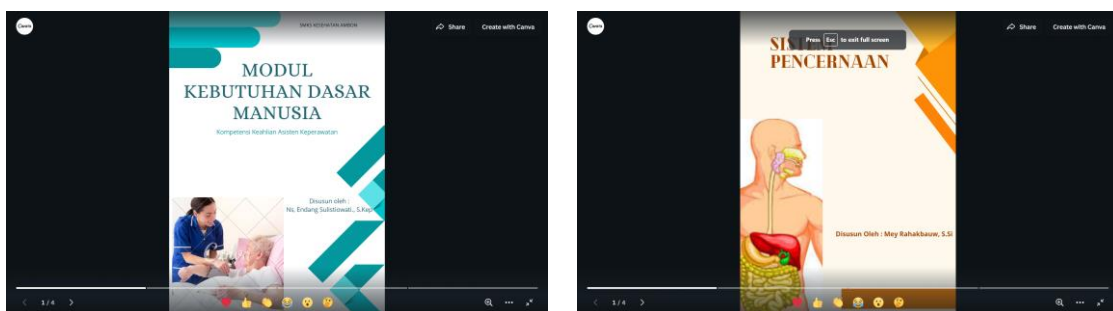 Canva
SMKS KESEHATAN AMBON
Share
Create with Canva
MODUL
KEBUTUHAN DASAR
MANUSIA
Kompetensi Keahlian Asisten Keperawatan
Disusun oleh :
Ns, Endang Sulistiowati., S.Kep
1/4
Canva
Share
Create with Canva
Press Esc to exit full screen
PENCERNAAN
Disusun Oleh : Mey Rahakbauw, S.Si
1/4